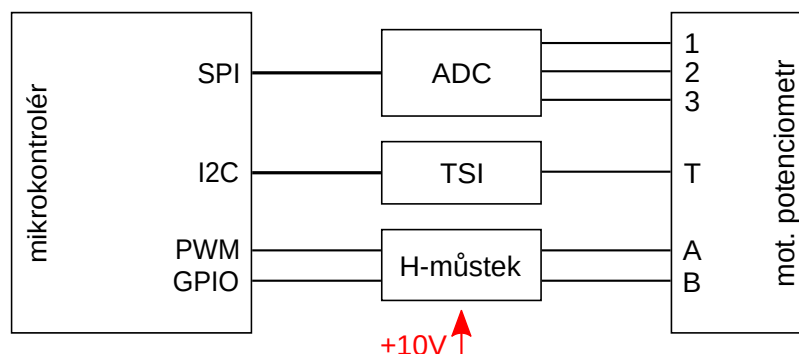 mikrokontrolér
SPI
I2C
PWM
GPIO
ADC
TSI
H-můstek
+10V
1
2
3
T
A
B
mot. potenciometr